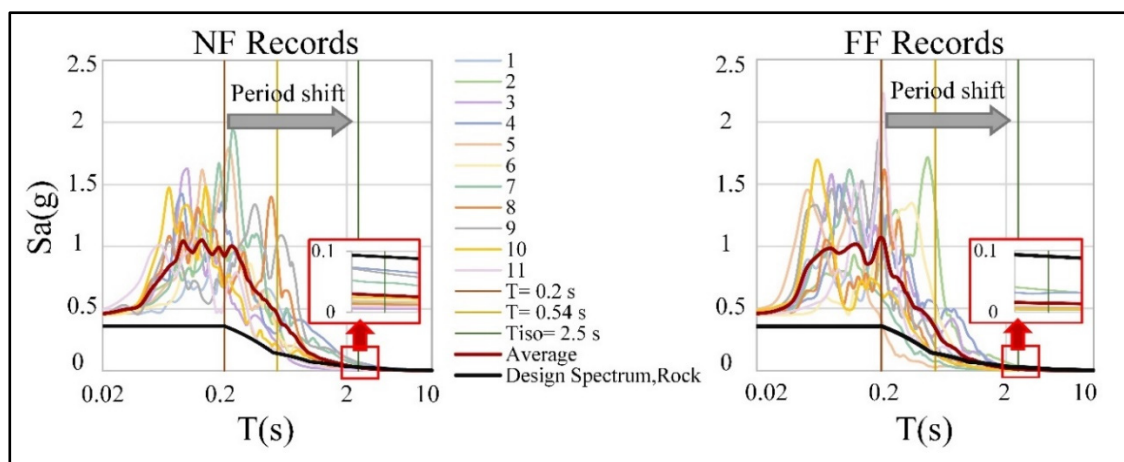 NF Records
2.5
2
1.5
1
0.5
0
Sa(g)
Period shift
0.1
0
0.02
0.2
2
10
T(s)
1
2
3
4
5
6
7
8
9
10
11
T= 0.2 s
T= 0.54 s
Tiso= 2.5 s
Average
Design Spectrum,Rock
FF Records
2.5
2
1.5
1
0.5
0
Period shift
0.1
0
0.02
0.2
2
10
T(s)